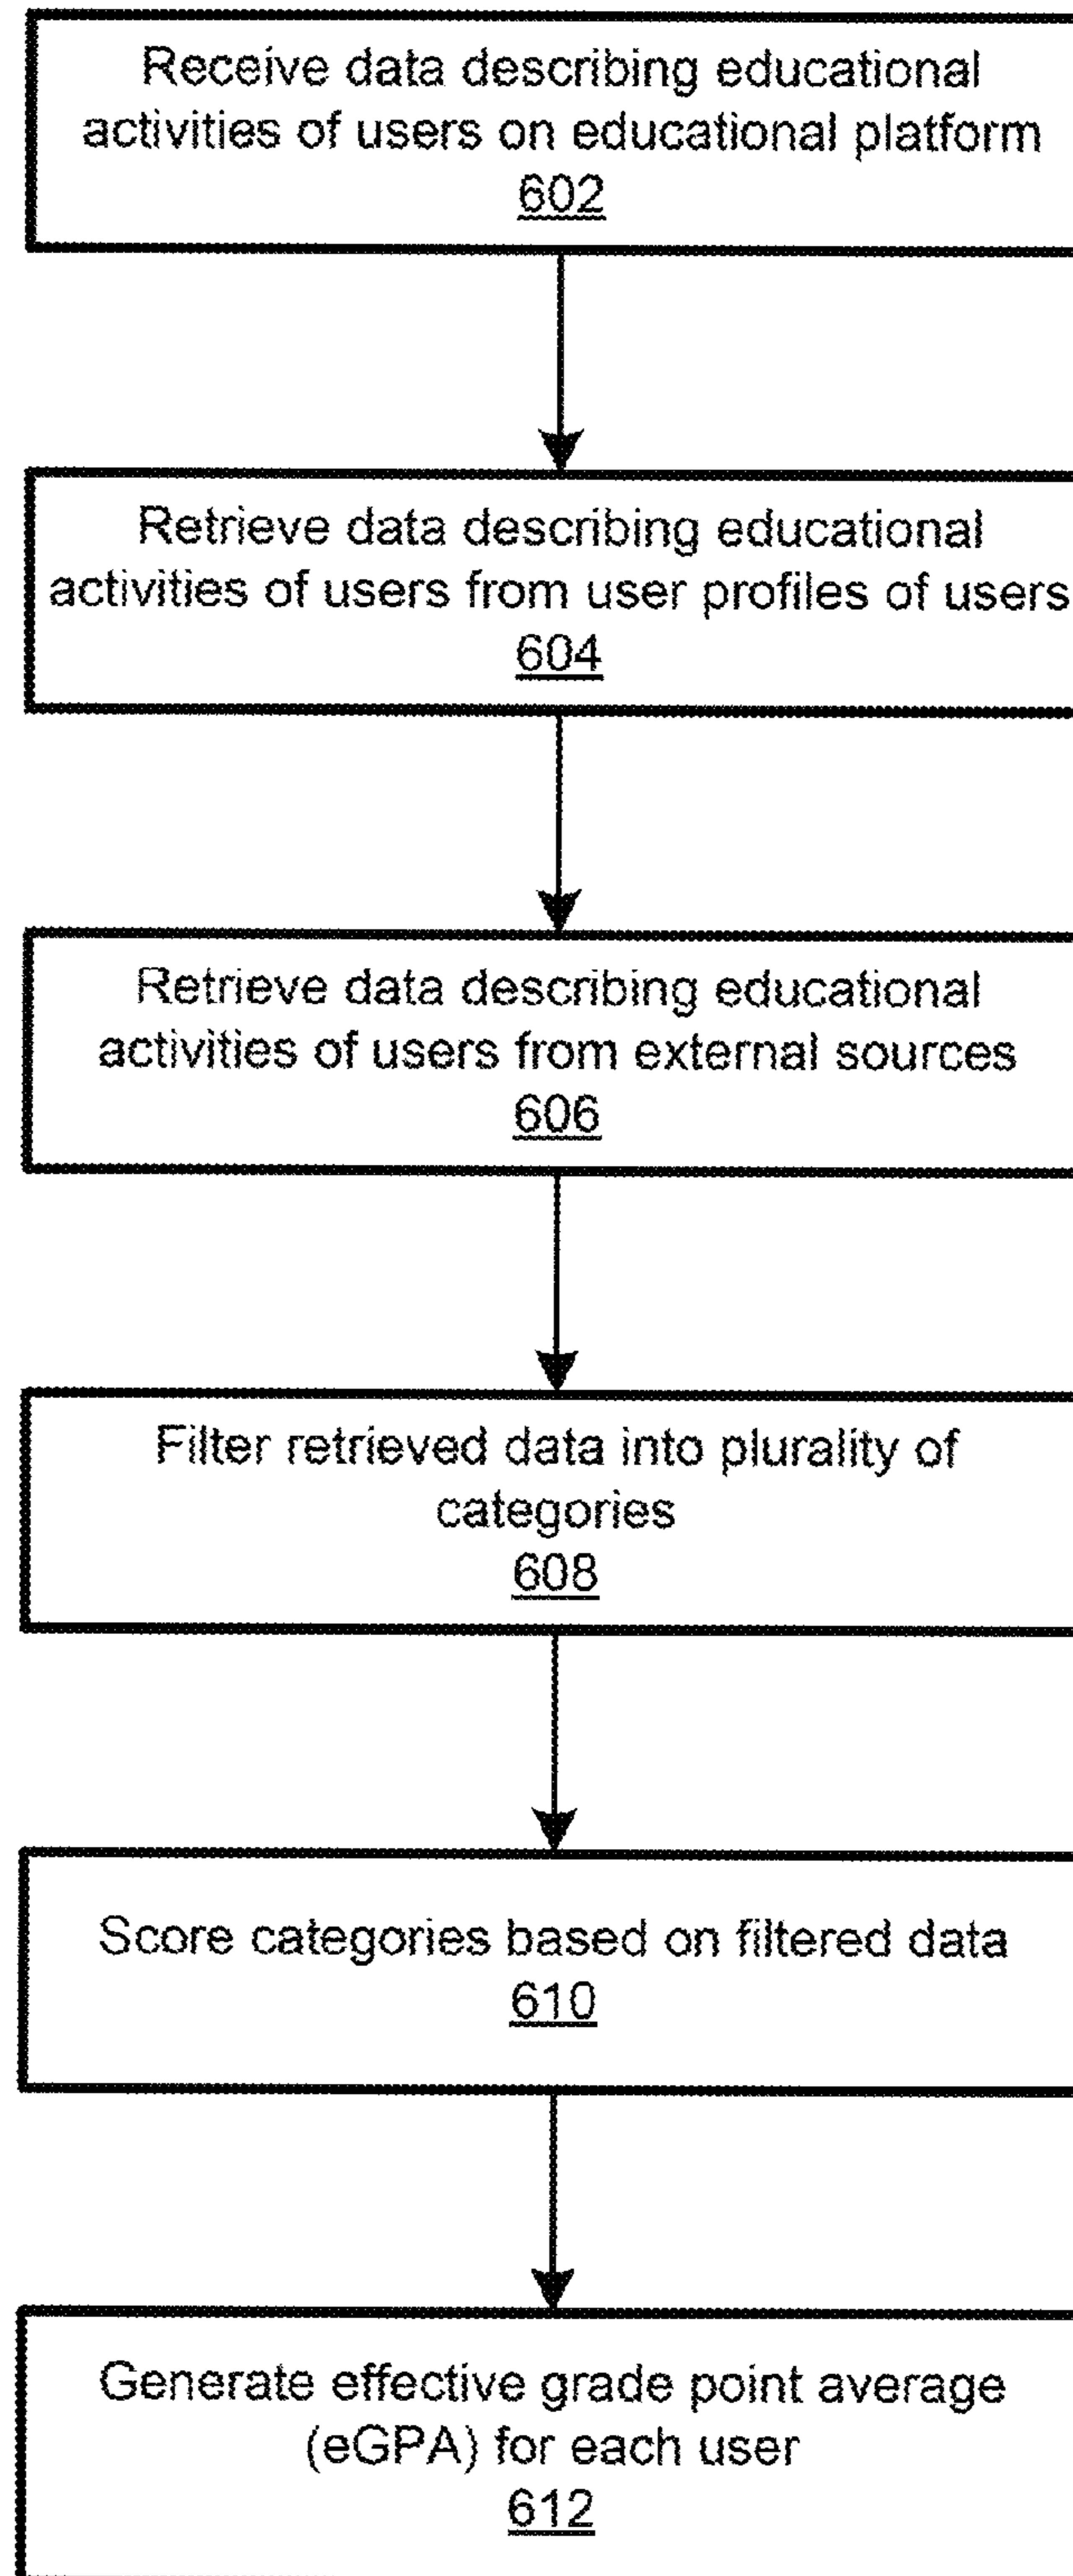 Receive data describing educational
activities of users on educational platform
602
Retrieve data describing educational
activities of users from user profiles of users
604
Retrieve data describing educational
activities of users from external sources
606
Filter retrieved data into plurality of
categories
608
Score categories based on filtered data
610
Generate effective grade point average
(eGPA) for each user
612